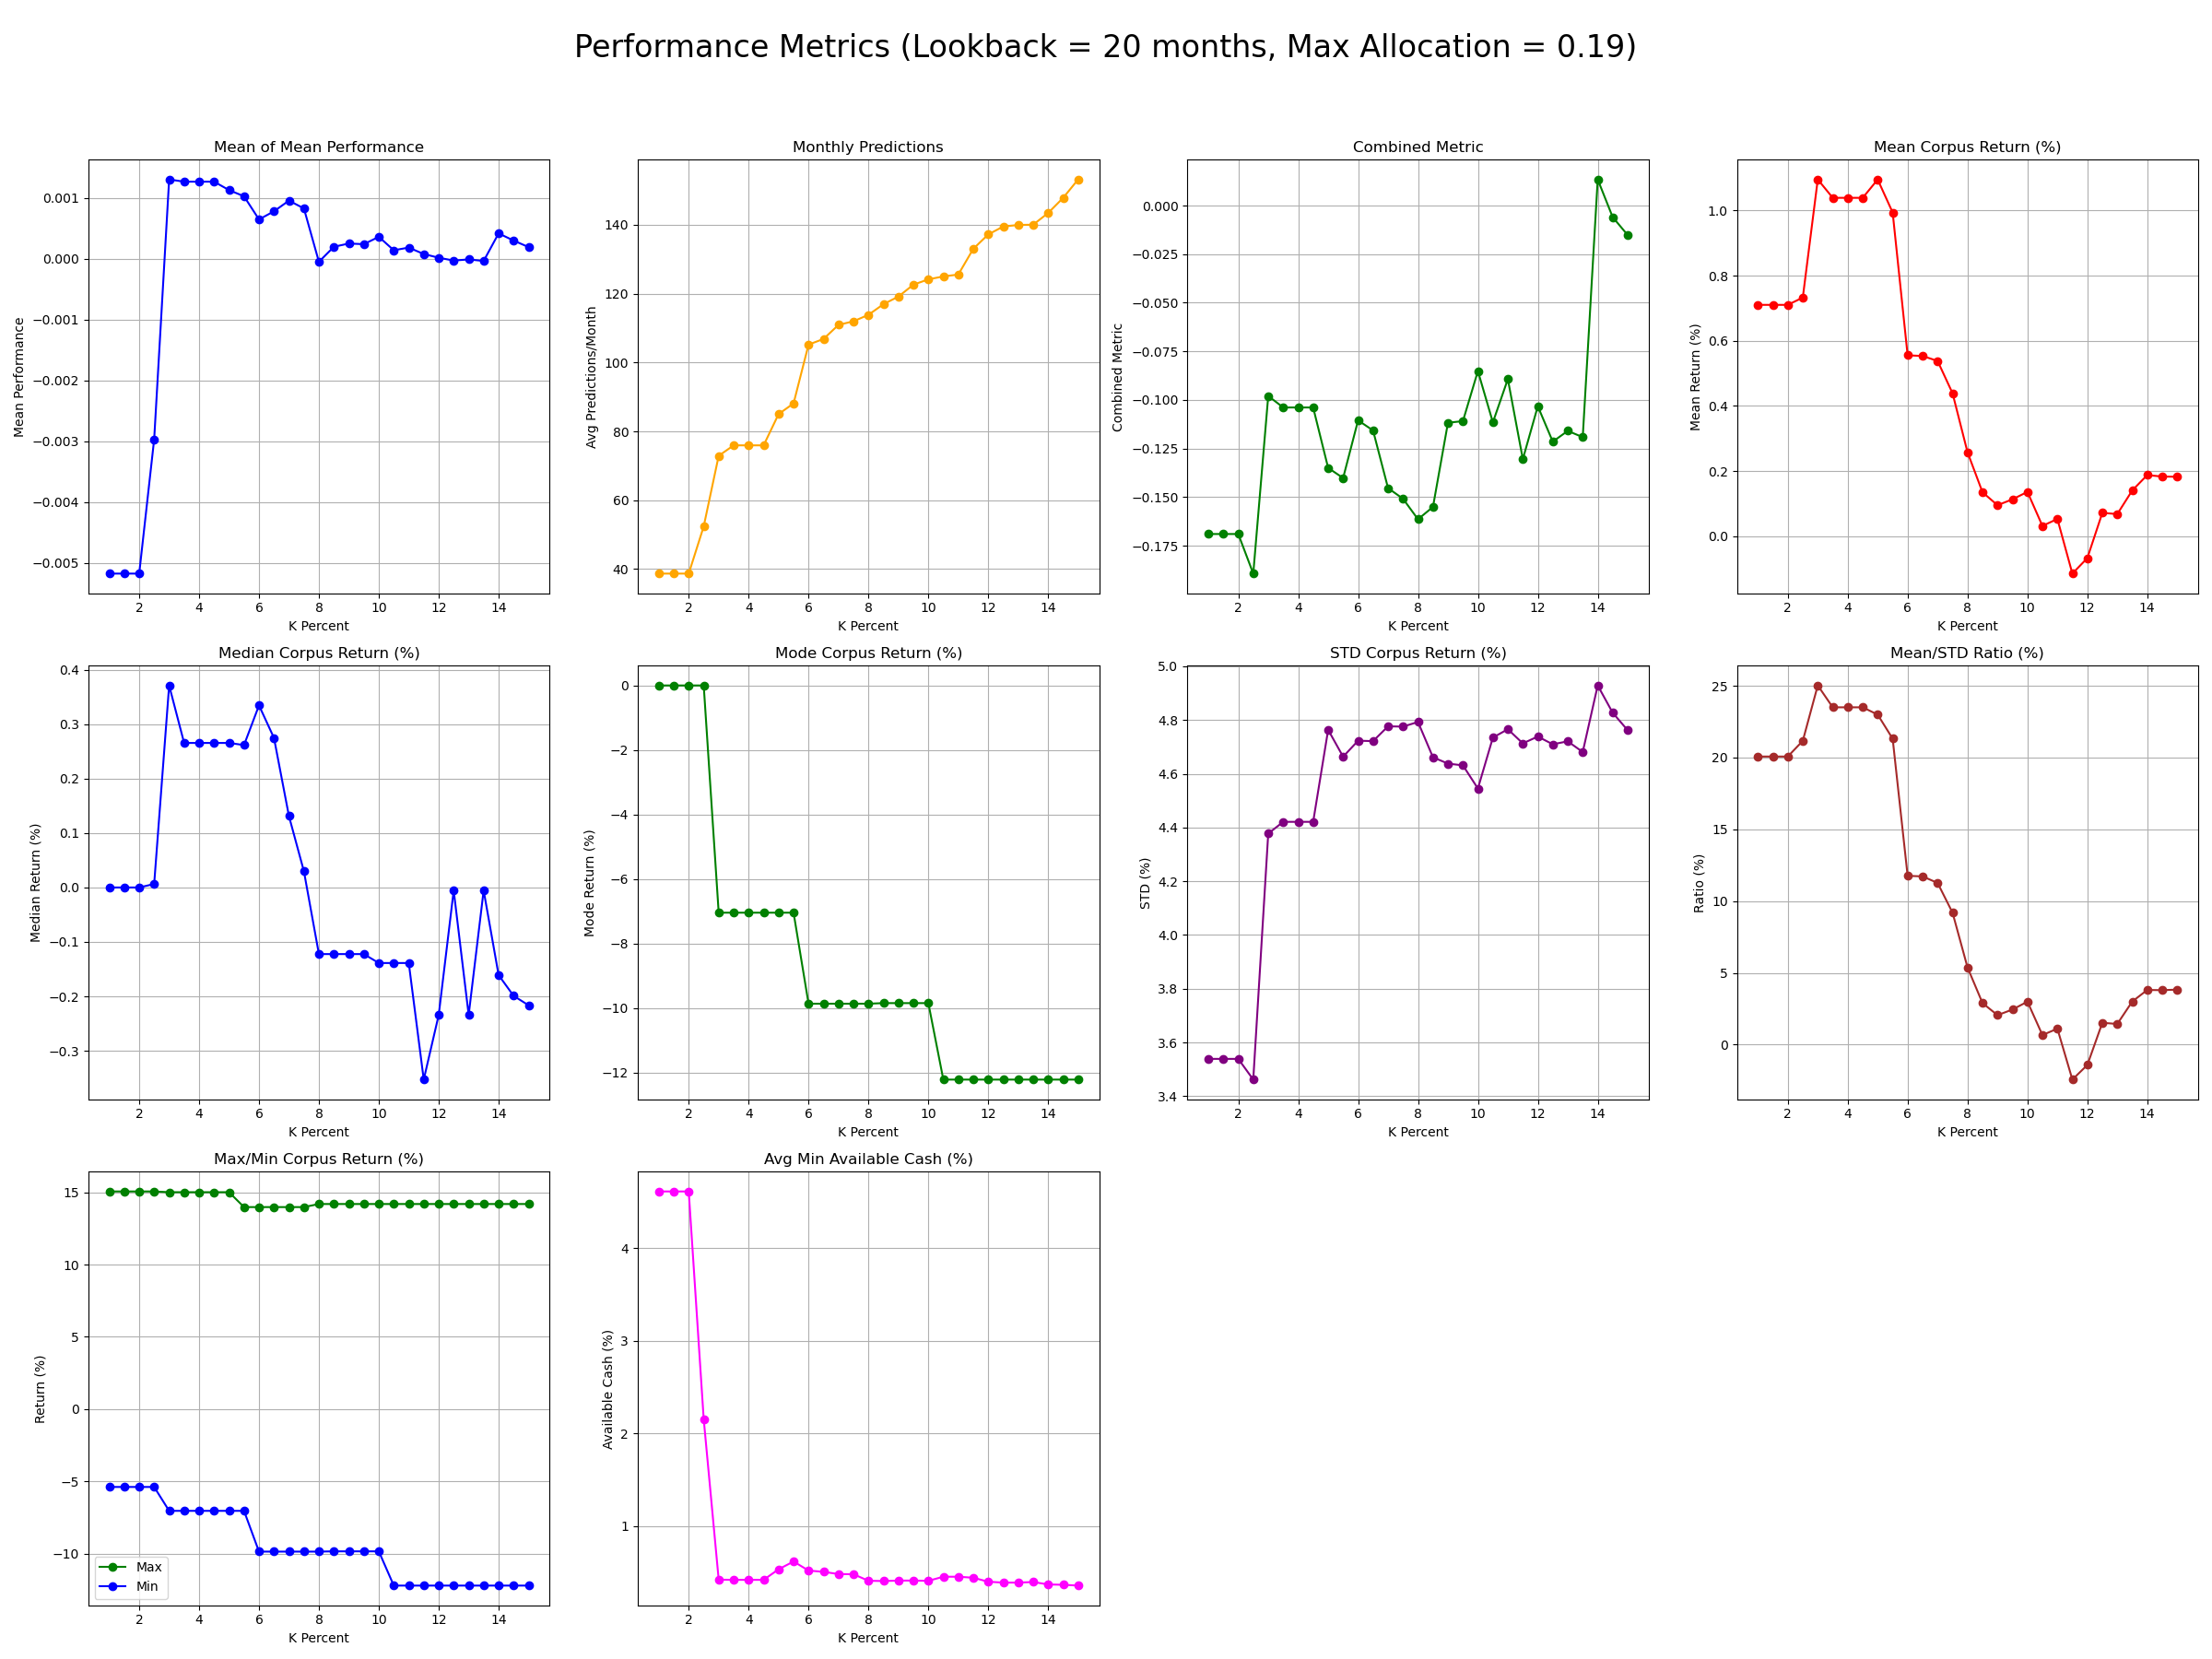 Performance Metrics (Lookback = 20 months, Max Allocation = 0.19)
Mean of Mean Performance
Mean Performance
0.001
0.000
−0.001
−0.002
−0.003
−0.004
−0.005
2 4 6 8 10 12 14
K Percent
Monthly Predictions
Avg Predictions/Month
140
120
100
80
60
40
2 4 6 8 10 12 14
K Percent
Combined Metric
Combined Metric
0.000
−0.025
−0.050
−0.075
−0.100
−0.125
−0.150
−0.175
2 4 6 8 10 12 14
K Percent
Mean Corpus Return (%)
Mean Return (%)
1.0
0.8
0.6
0.4
0.2
0.0
2 4 6 8 10 12 14
K Percent
Median Corpus Return (%)
Median Return (%)
0.4
0.3
0.2
0.1
0.0
−0.1
−0.2
−0.3
2 4 6 8 10 12 14
K Percent
Mode Corpus Return (%)
Mode Return (%)
0
−2
−4
−6
−8
−10
−12
2 4 6 8 10 12 14
K Percent
STD Corpus Return (%)
STD (%)
5.0
4.8
4.6
4.4
4.2
4.0
3.8
3.6
3.4
2 4 6 8 10 12 14
K Percent
Mean/STD Ratio (%)
Ratio (%)
25
20
15
10
5
0
2 4 6 8 10 12 14
K Percent
Max/Min Corpus Return (%)
Return (%)
15
10
5
0
−5
−10
Max
Min
2 4 6 8 10 12 14
K Percent
Avg Min Available Cash (%)
Available Cash (%)
4
3
2
1
2 4 6 8 10 12 14
K Percent